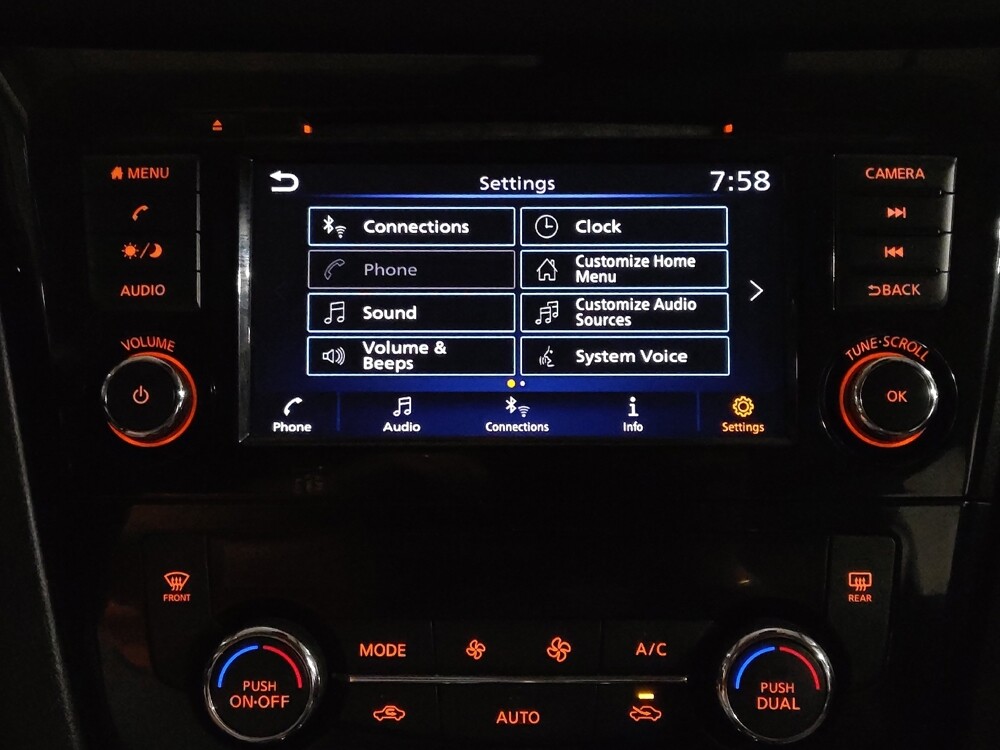 MENU
AUDIO
VOLUME
Settings
7:58
Connections
Clock
Phone
Customize Home
Menu
Sound
Customize Audio
Sources
Volume &
Beeps
System Voice
Phone
Audio
Connections
Info
Settings
CAMERA
BACK
TUNE·SCROLL
OK
FRONT
REAR
PUSH
ON·OFF
MODE
A/C
AUTO
PUSH
DUAL